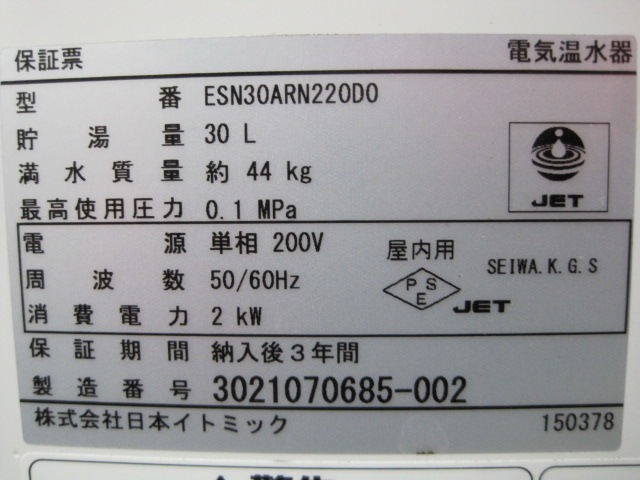 保証票 電気温水器
型 番 ESN30ARN220D0
貯 湯 量 30 L
満 水 質 量 約 44 kg
JET
最高使用圧力 0.1 MPa
電 源 単相 200V 屋内用
周 波 数 50/60Hz SEIWA.K.G.S
PSE JET
消 費 電 力 2 kW
保 証 期 間 納入後3年間
製 造 番 号 3021070685-002
株式会社日本イトミック 150378